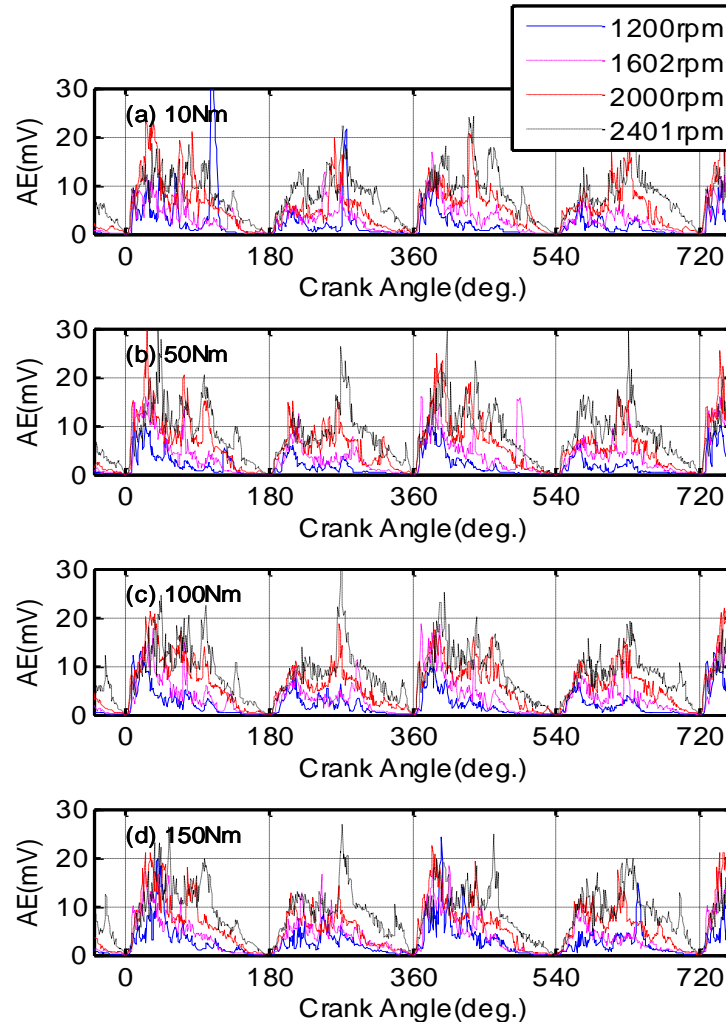 1200rpm
1602rpm
2000rpm
2401rpm
AE(mV)
30
20
10
0
(a) 10Nm
0 180 360 540 720
Crank Angle(deg.)
AE(mV)
30
20
10
0
(b) 50Nm
0 180 360 540 720
Crank Angle(deg.)
AE(mV)
30
20
10
0
(c) 100Nm
0 180 360 540 720
Crank Angle(deg.)
AE(mV)
30
20
10
0
(d) 150Nm
0 180 360 540 720
Crank Angle(deg.)